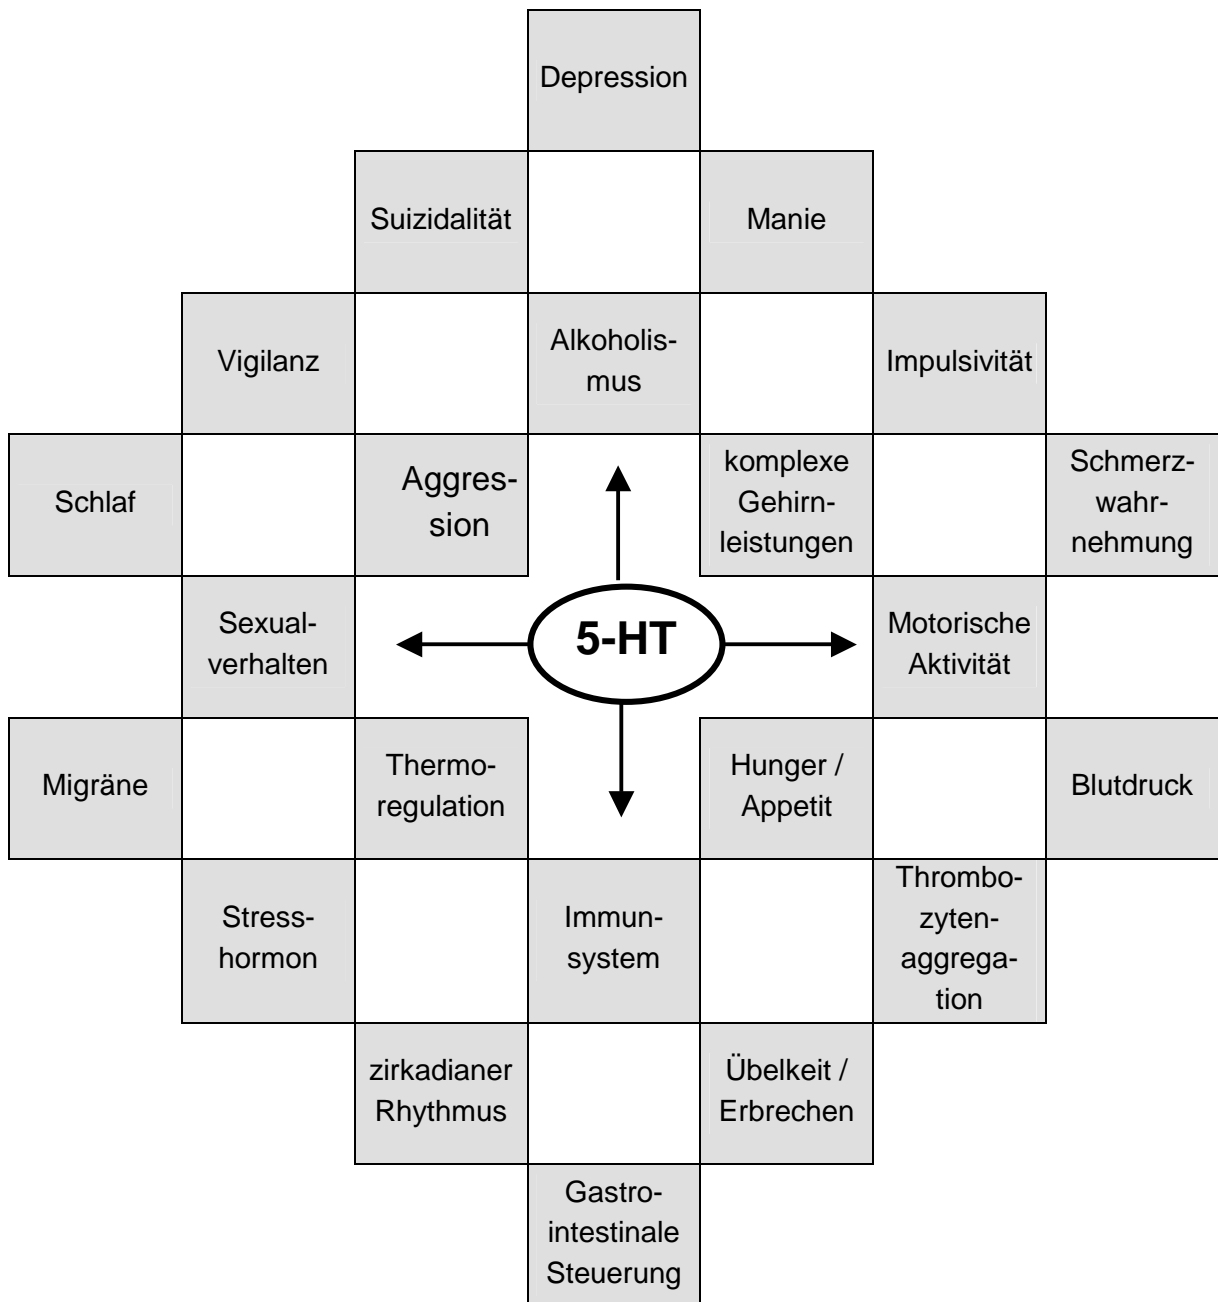 Depression
Suizidalität
Manie
Vigilanz
Alkoholis-
mus
Impulsivität
Schlaf
Aggres-
sion
komplexe
Gehirn-
leistungen
Schmerz-
wahr-
nehmung
Sexual-
verhalten
5-HT
Motorische
Aktivität
Migräne
Thermo-
regulation
Hunger /
Appetit
Blutdruck
Stress-
hormon
Immun-
system
Thrombo-
zyten-
aggrega-
tion
zirkadianer
Rhythmus
Übelkeit /
Erbrechen
Gastro-
intestinale
Steuerung